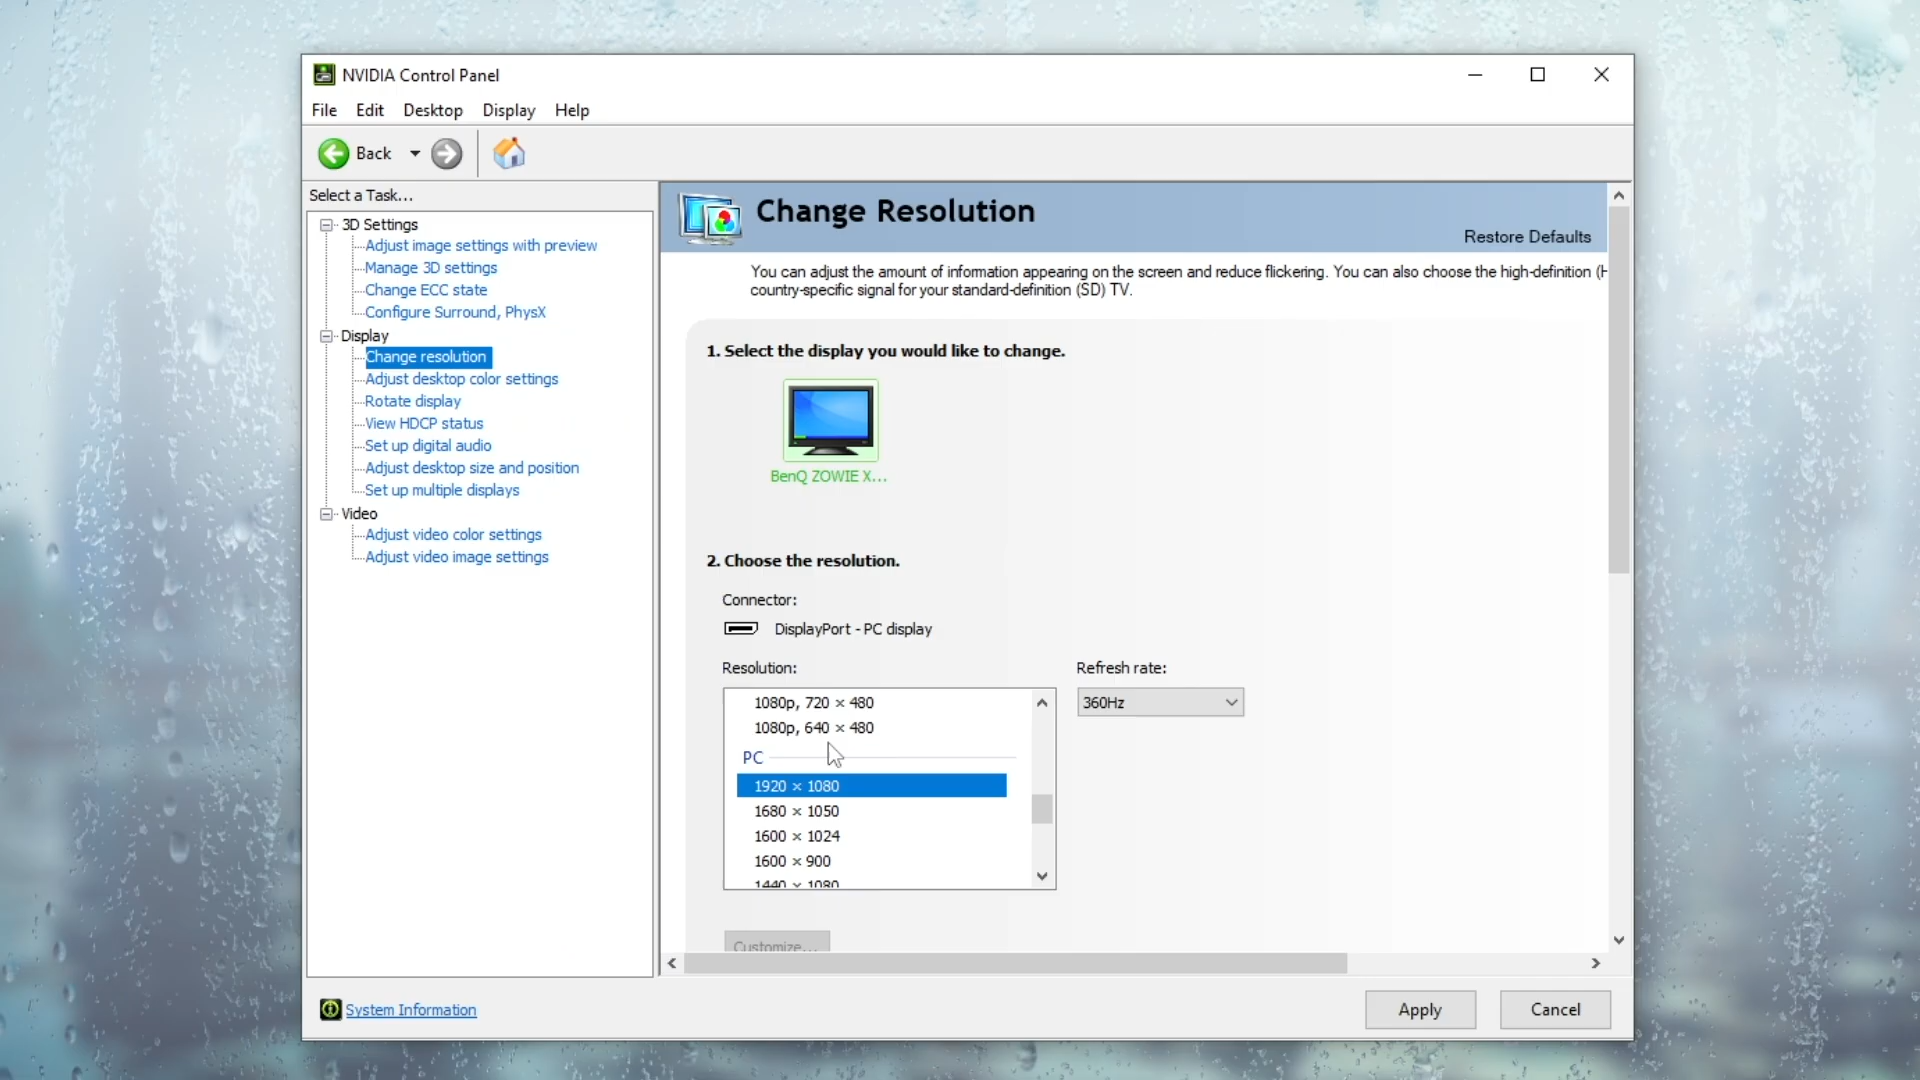 NVIDIA Control Panel
File Edit Desktop Display Help
Back
Select a Task...
3D Settings
Adjust image settings with preview
Manage 3D settings
Change ECC state
Configure Surround, PhysX
Display
Change resolution
Adjust desktop color settings
Rotate display
View HDCP status
Set up digital audio
Adjust desktop size and position
Set up multiple displays
Video
Adjust video color settings
Adjust video image settings
System Information
Change Resolution
Restore Defaults
You can adjust the amount of information appearing on the screen and reduce flickering. You can also choose the high-definition (H
country-specific signal for your standard-definition (SD) TV.
1. Select the display you would like to change.
BenQ ZOWIE X...
2. Choose the resolution.
Connector:
DisplayPort - PC display
Resolution:
Refresh rate:
1080p, 720 × 480
360Hz
1080p, 640 × 480
PC
1920 × 1080
1680 × 1050
1600 × 1024
1600 × 900
1440 × 1080
Customize...
Apply
Cancel